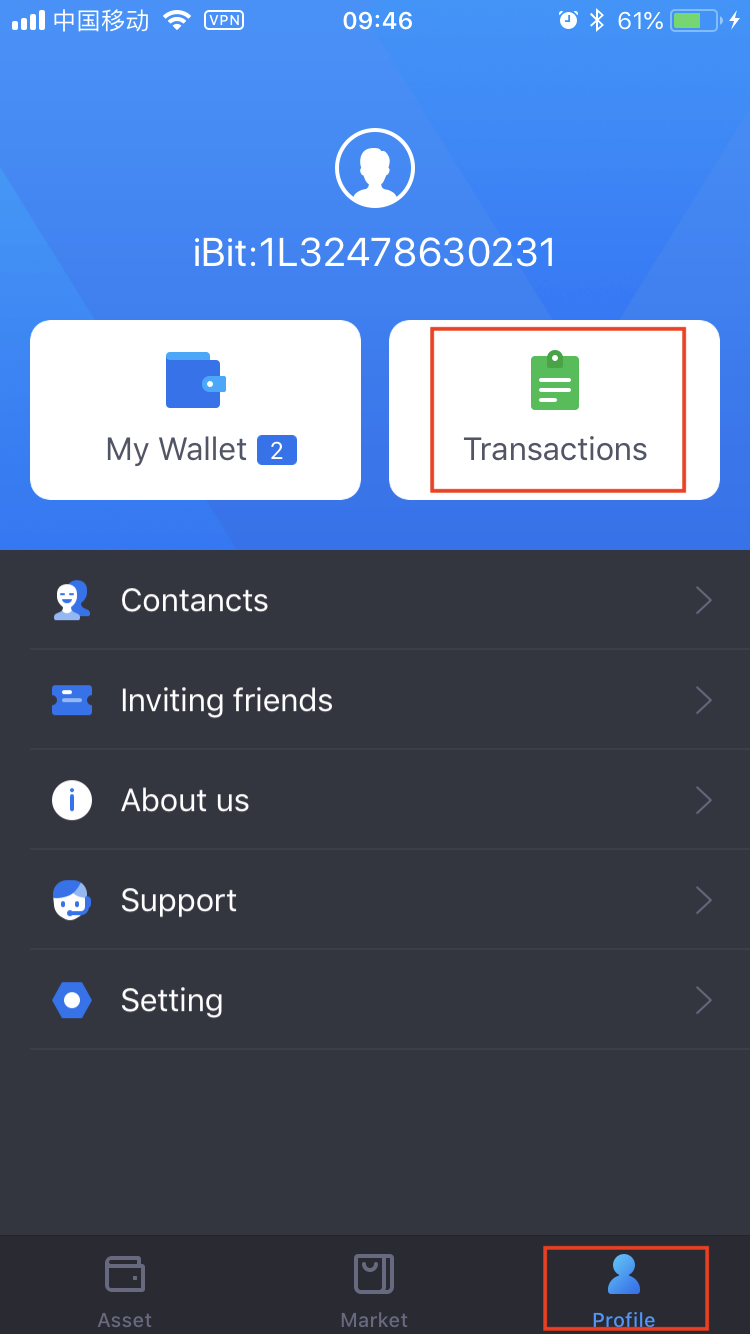 中国移动 VPN 09:46 61%
iBit:1L32478630231
My Wallet 2 Transactions
Contancts
Inviting friends
About us
Support
Setting
Asset Market Profile